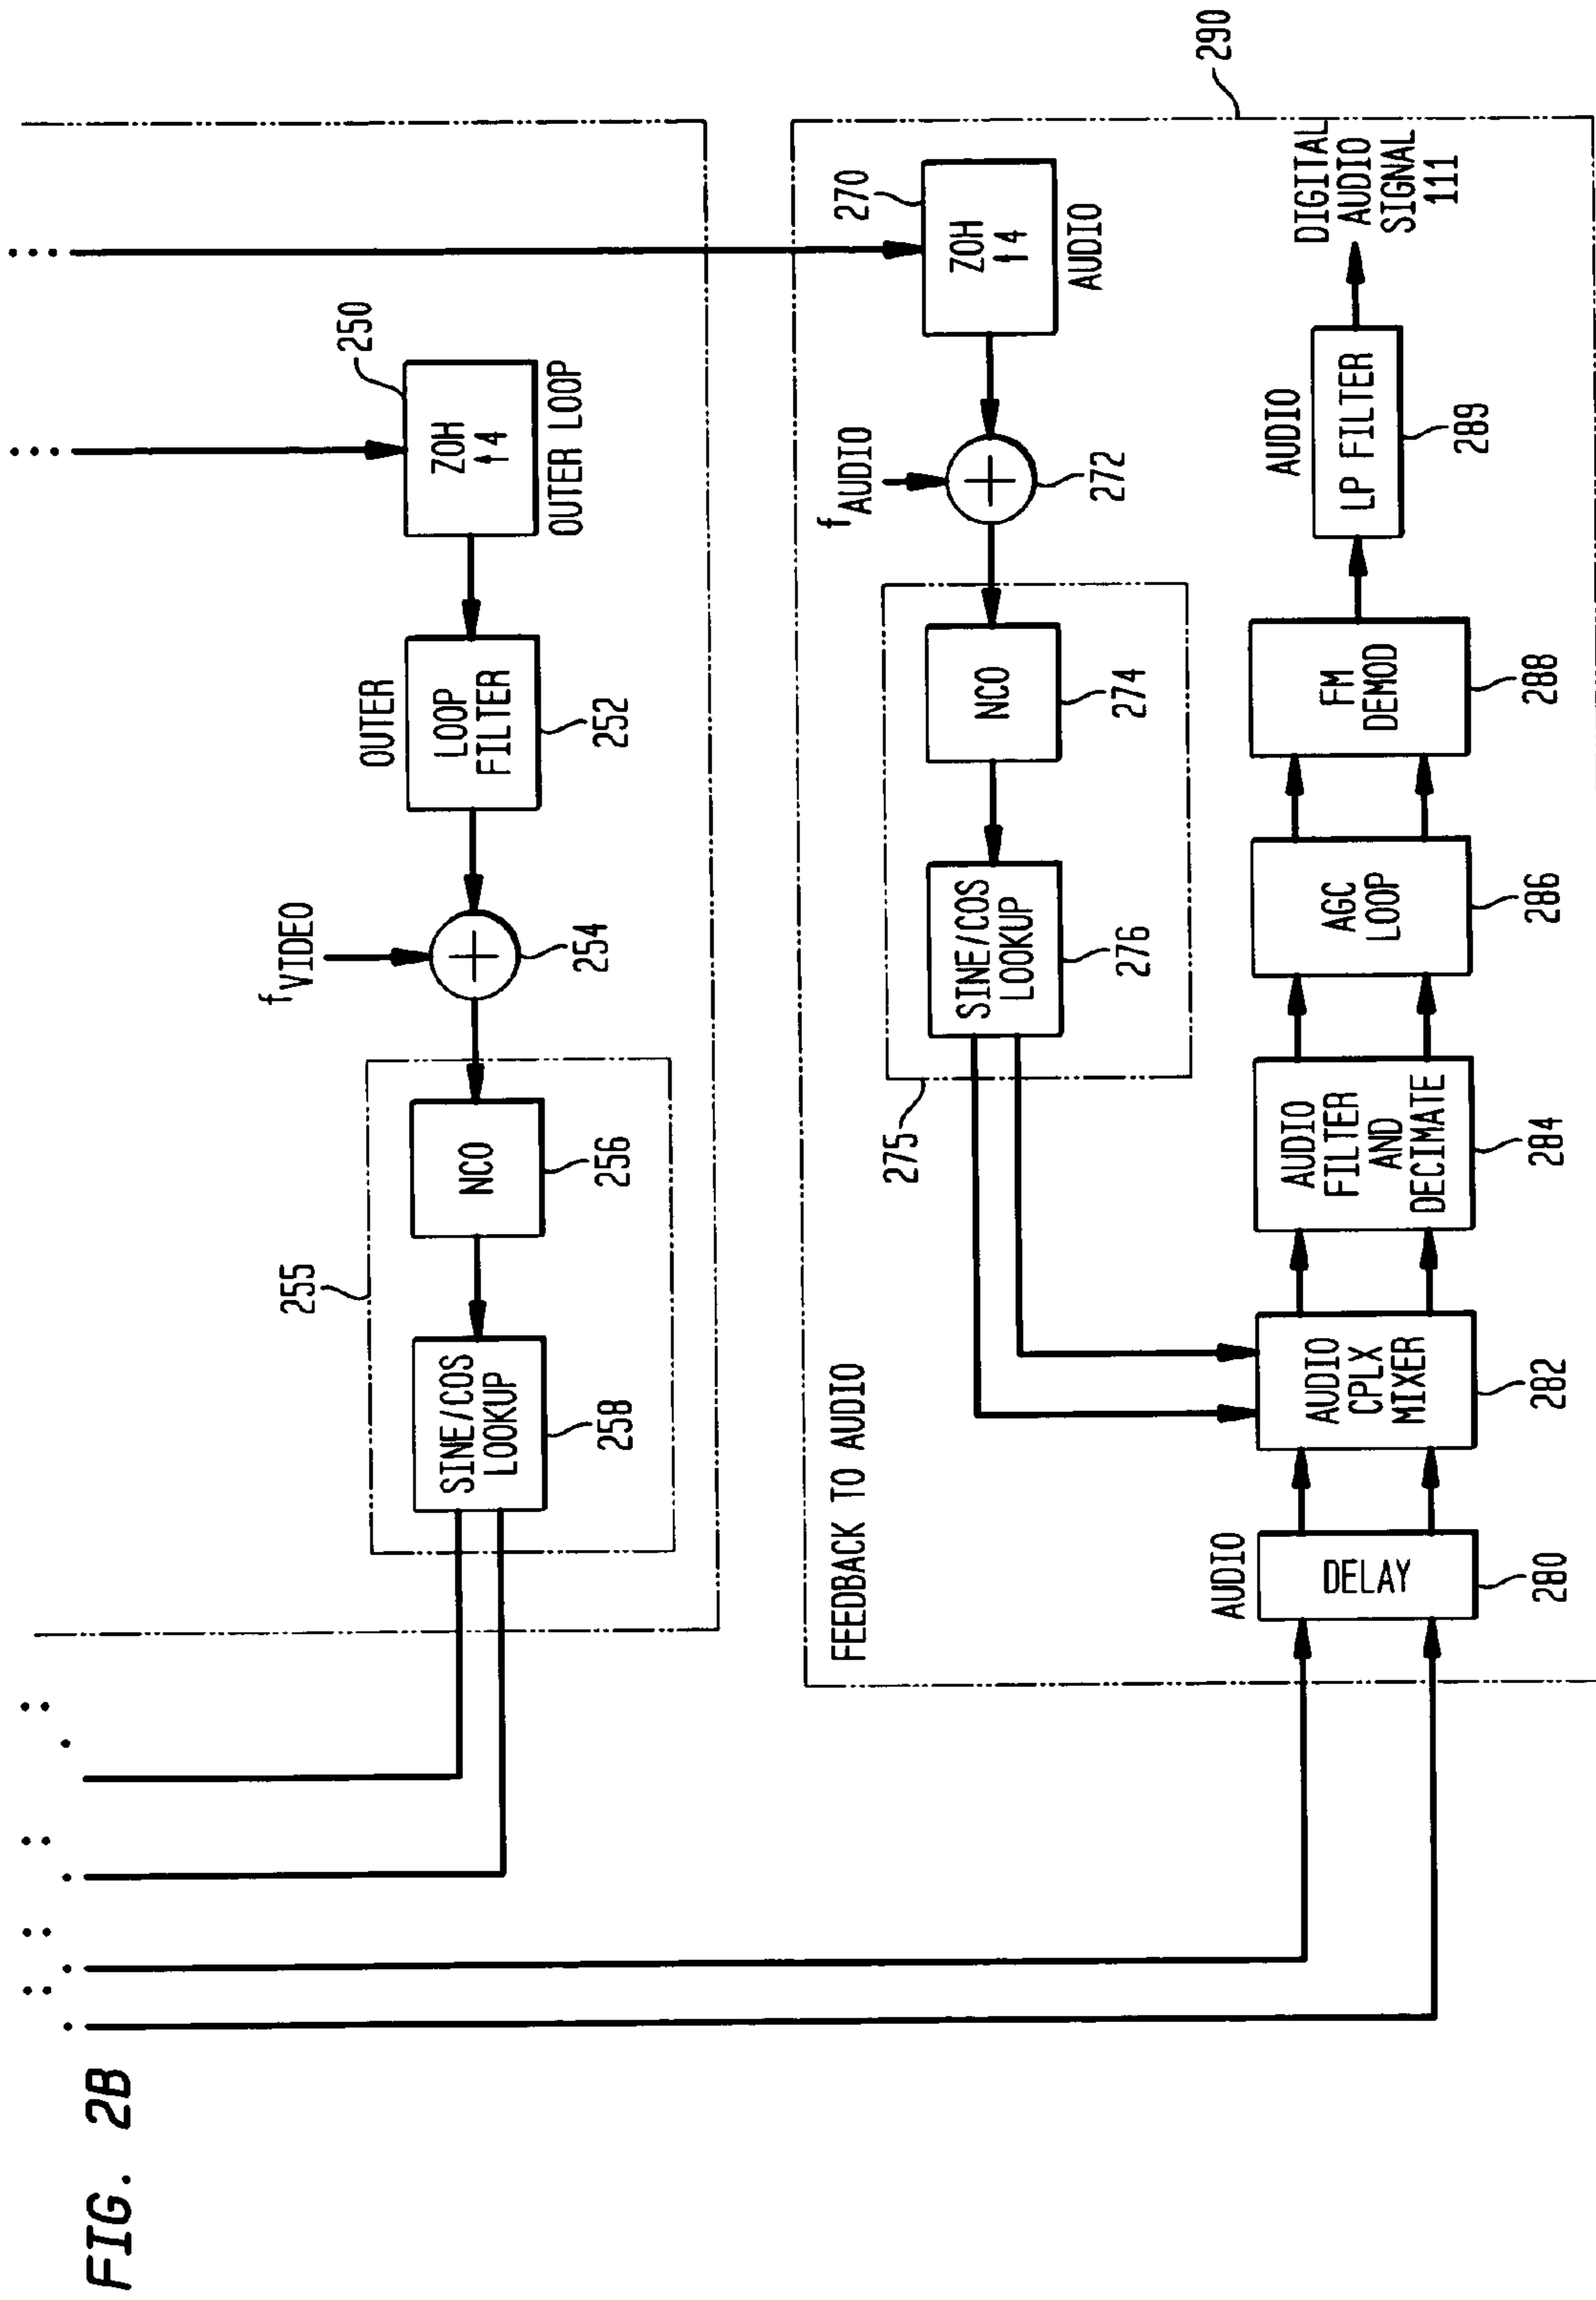 FIG. 2B
255
SINE/COS
LOOKUP
258
NCO
256
f VIDEO
254
OUTER
LOOP
FILTER
252
250
ZOH
↑4
OUTER LOOP
FEEDBACK TO AUDIO
275
SINE/COS
LOOKUP
276
NCO
274
f AUDIO
272
270
ZOH
↑4
AUDIO
290
AUDIO
DELAY
280
AUDIO
CPLX
MIXER
282
AUDIO
FILTER
AND
DECIMATE
284
AGC
LOOP
286
FM
DEMOD
288
AUDIO
LP FILTER
289
DIGITAL
AUDIO
SIGNAL
111